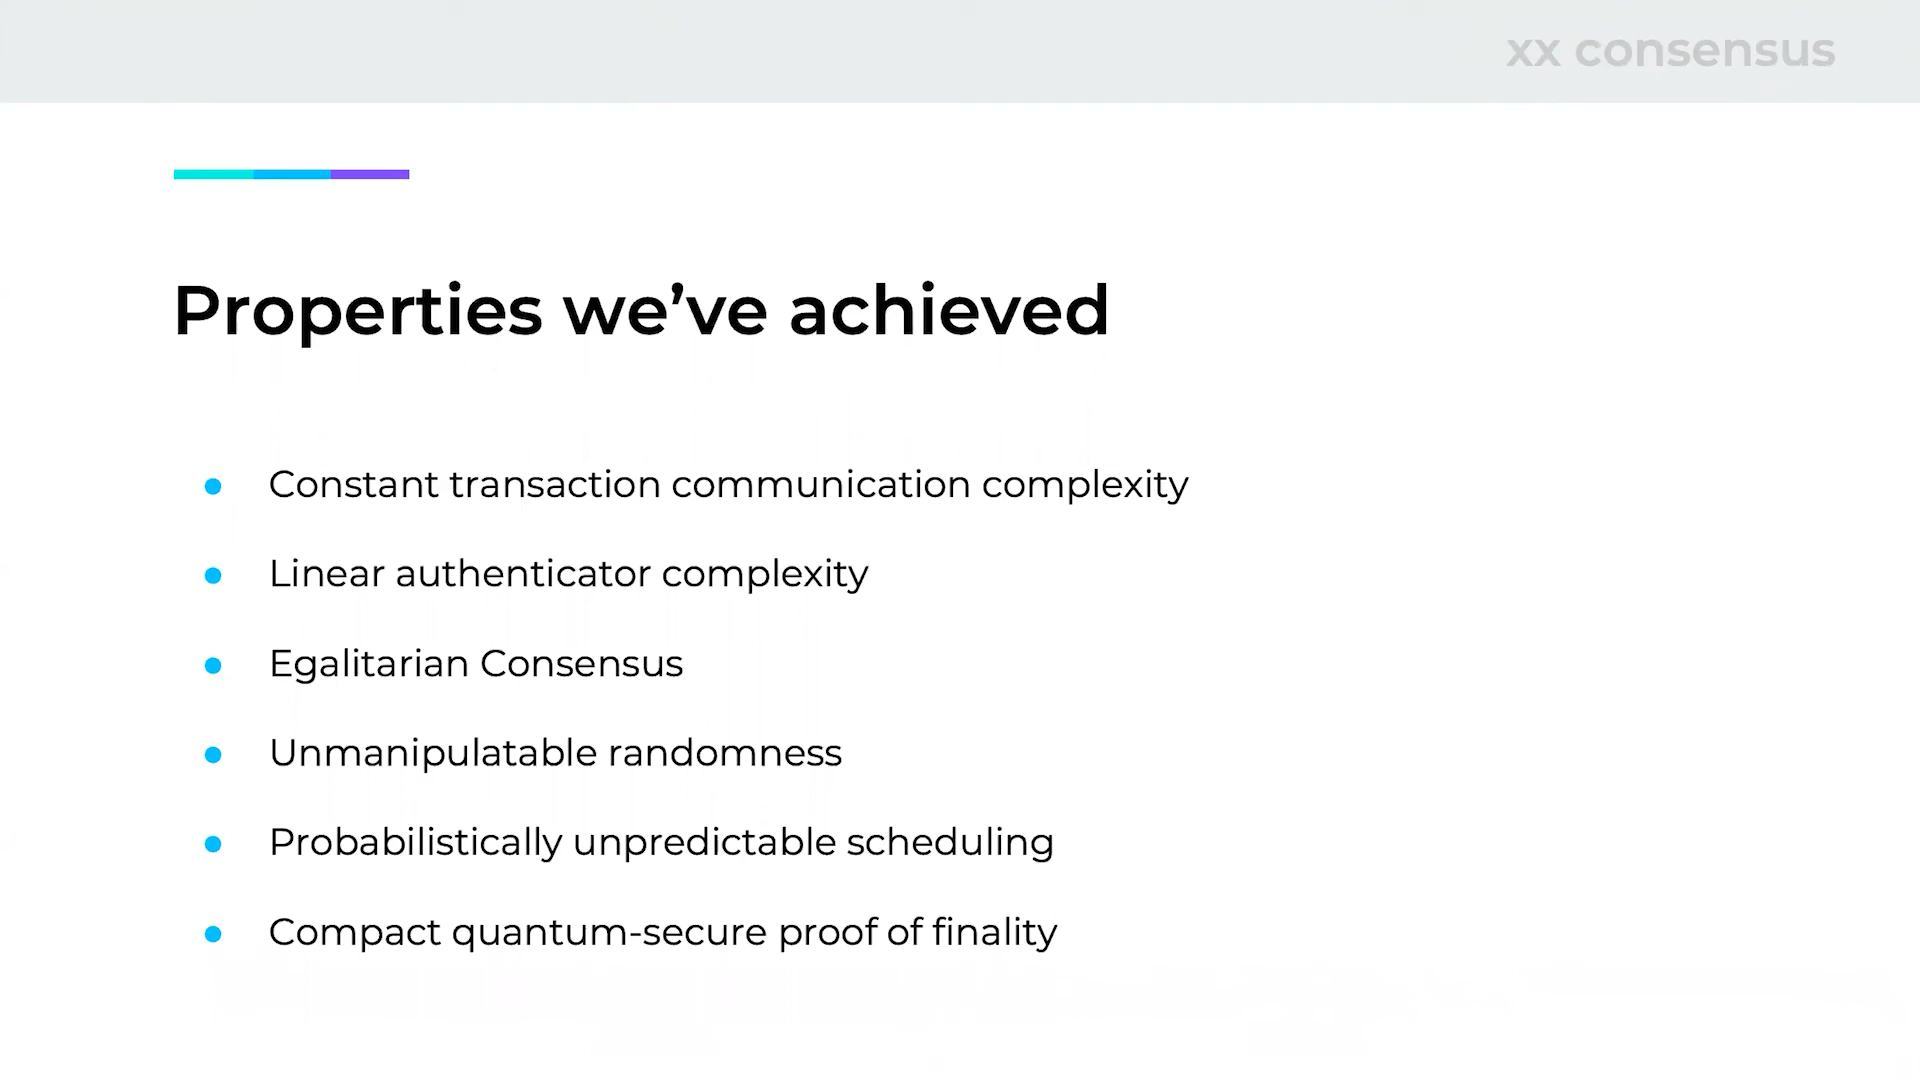 xx consensus
Properties we’ve achieved
Constant transaction communication complexity
Linear authenticator complexity
Egalitarian Consensus
Unmanipulatable randomness
Probabilistically unpredictable scheduling
Compact quantum-secure proof of finality